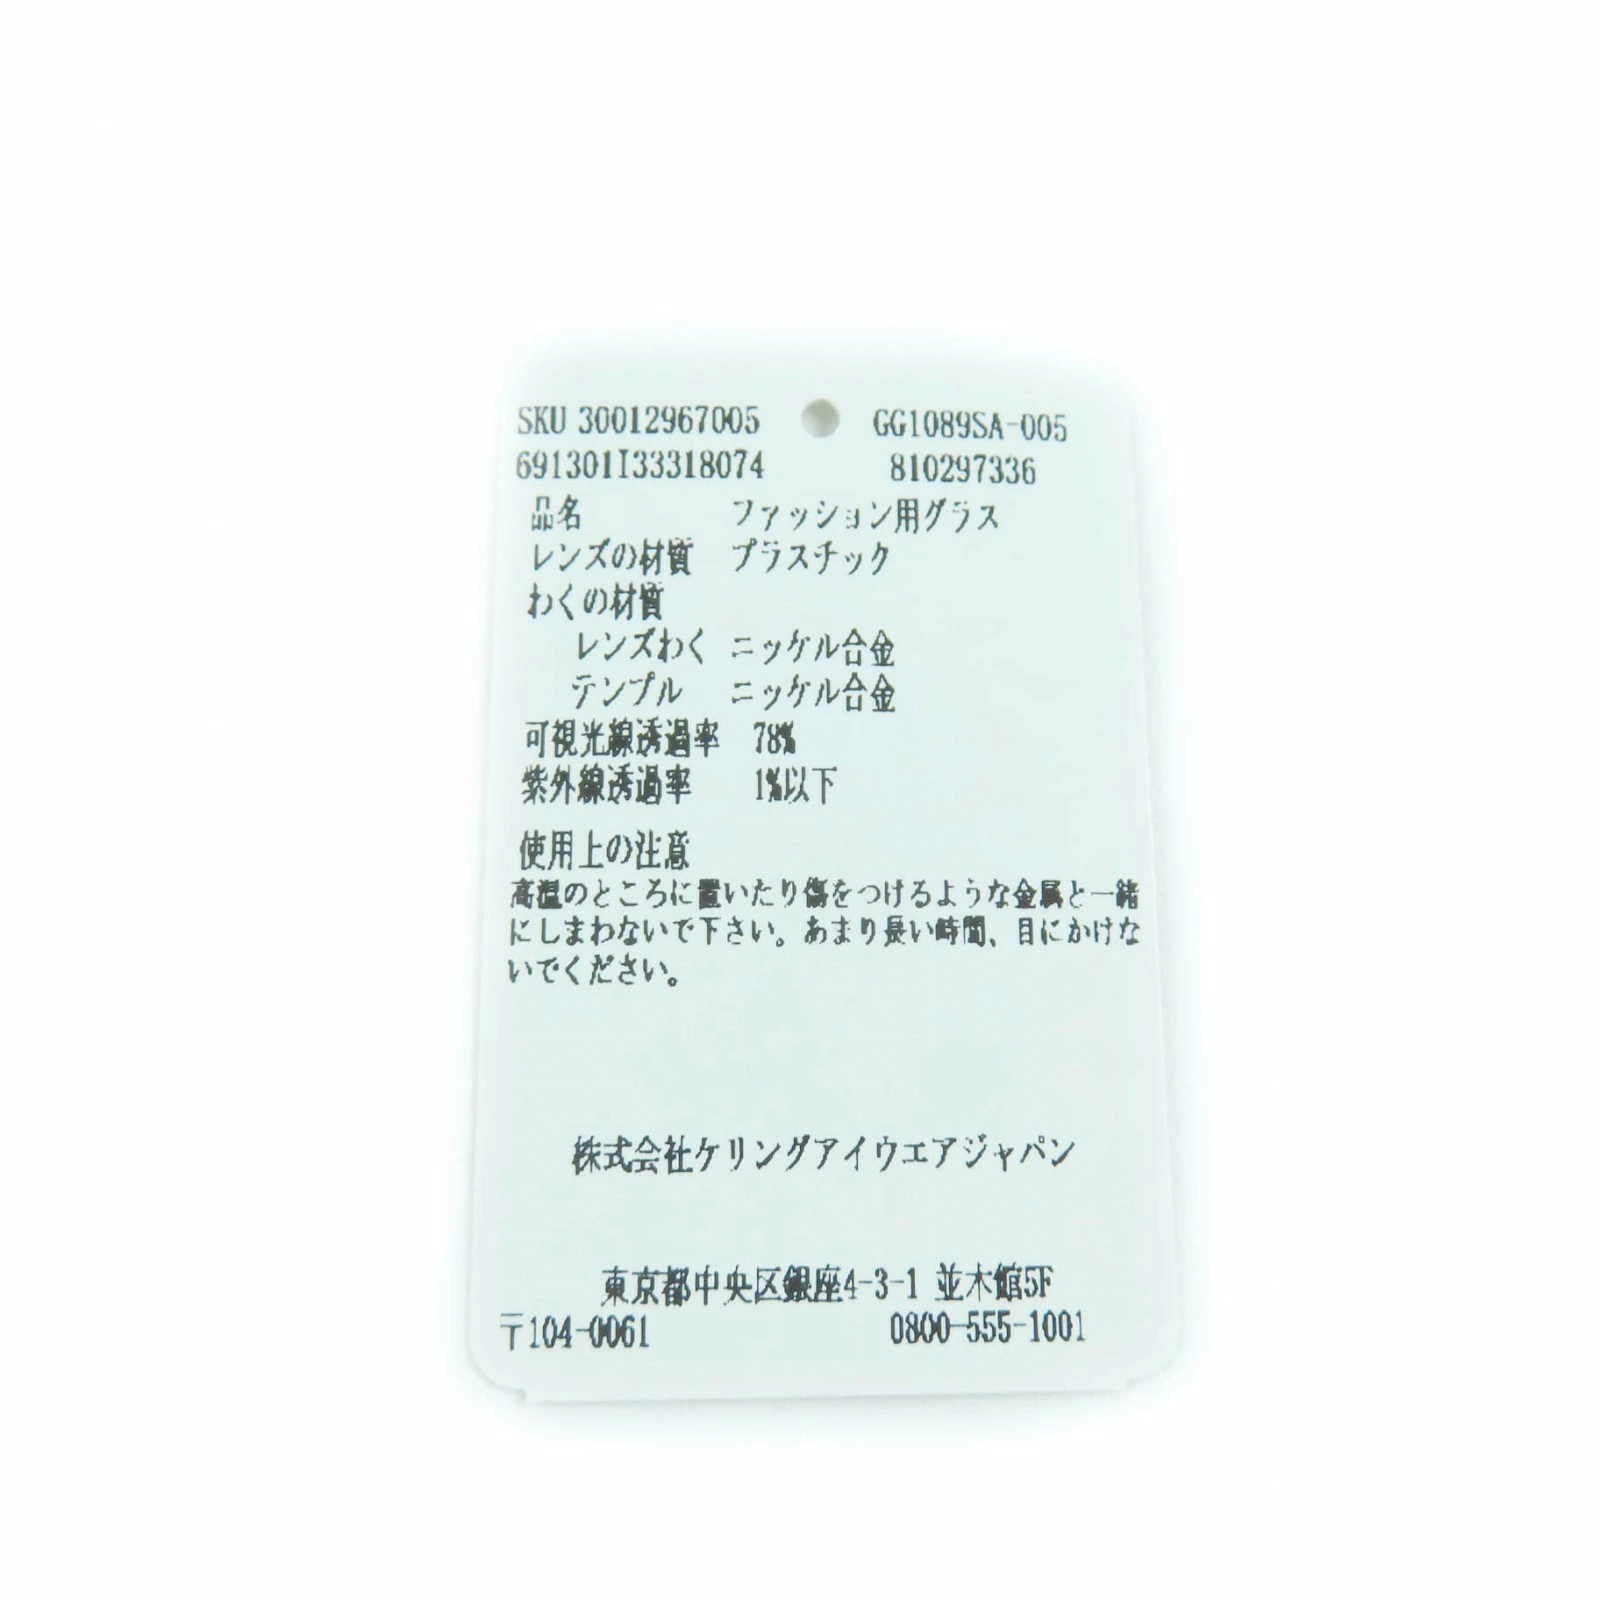 SKU 30012967005 GG1089SA-005
691301I33318074 810297336
品名 ファッション用グラス
レンズの材質 プラスチック
わくの材質
レンズわく ニッケル合金
テンプル ニッケル合金
可視光線透過率 78%
紫外線透過率 1%以下
使用上の注意
高温のところに置いたり傷をつけるような金属と一緒
にしまわないで下さい。あまり長い時間、目にかけな
いでください。
株式会社ケリングアイウエアジャパン
東京都中央区銀座4-3-1 並木館5F
〒104-0061 0800-555-1001